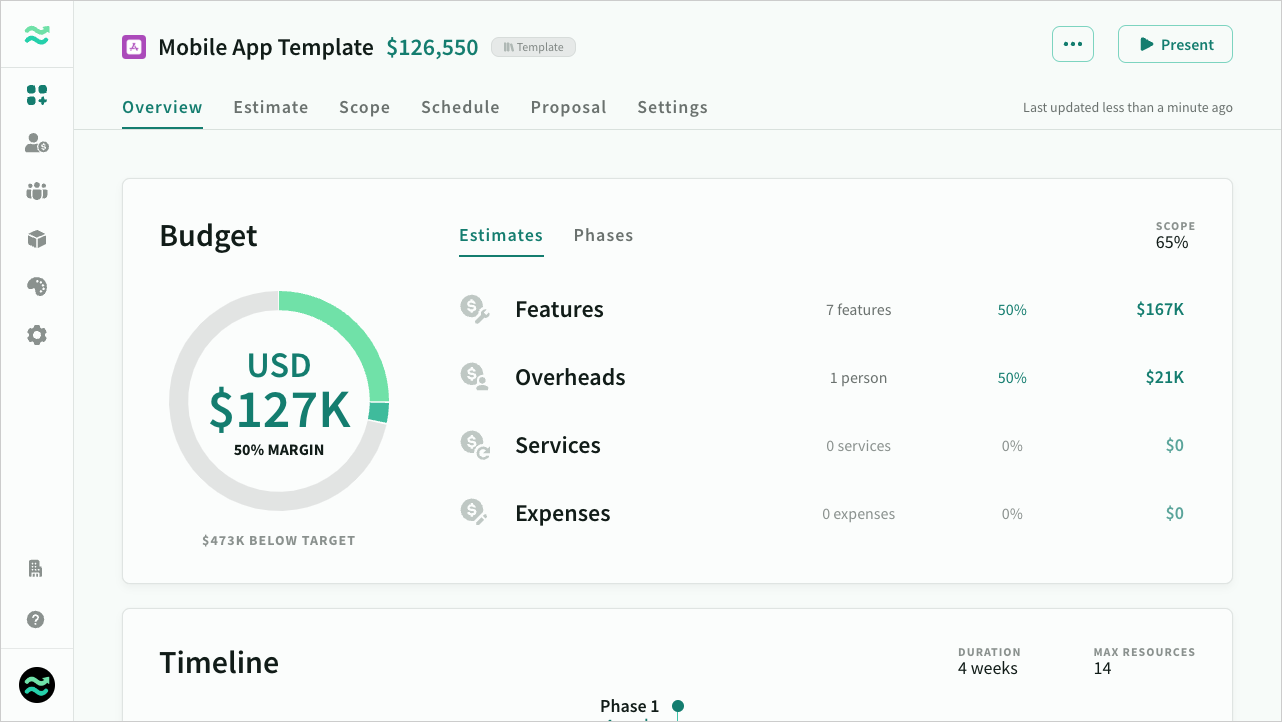 Mobile App Template $126,550 Template
Present
Overview Estimate Scope Schedule Proposal Settings
Last updated less than a minute ago
Budget
Estimates Phases
SCOPE
65%
USD
$127K
50% MARGIN
$473K BELOW TARGET
Features 7 features 50% $167K
Overheads 1 person 50% $21K
Services 0 services 0% $0
Expenses 0 expenses 0% $0
Timeline
DURATION
4 weeks
MAX RESOURCES
14
Phase 1